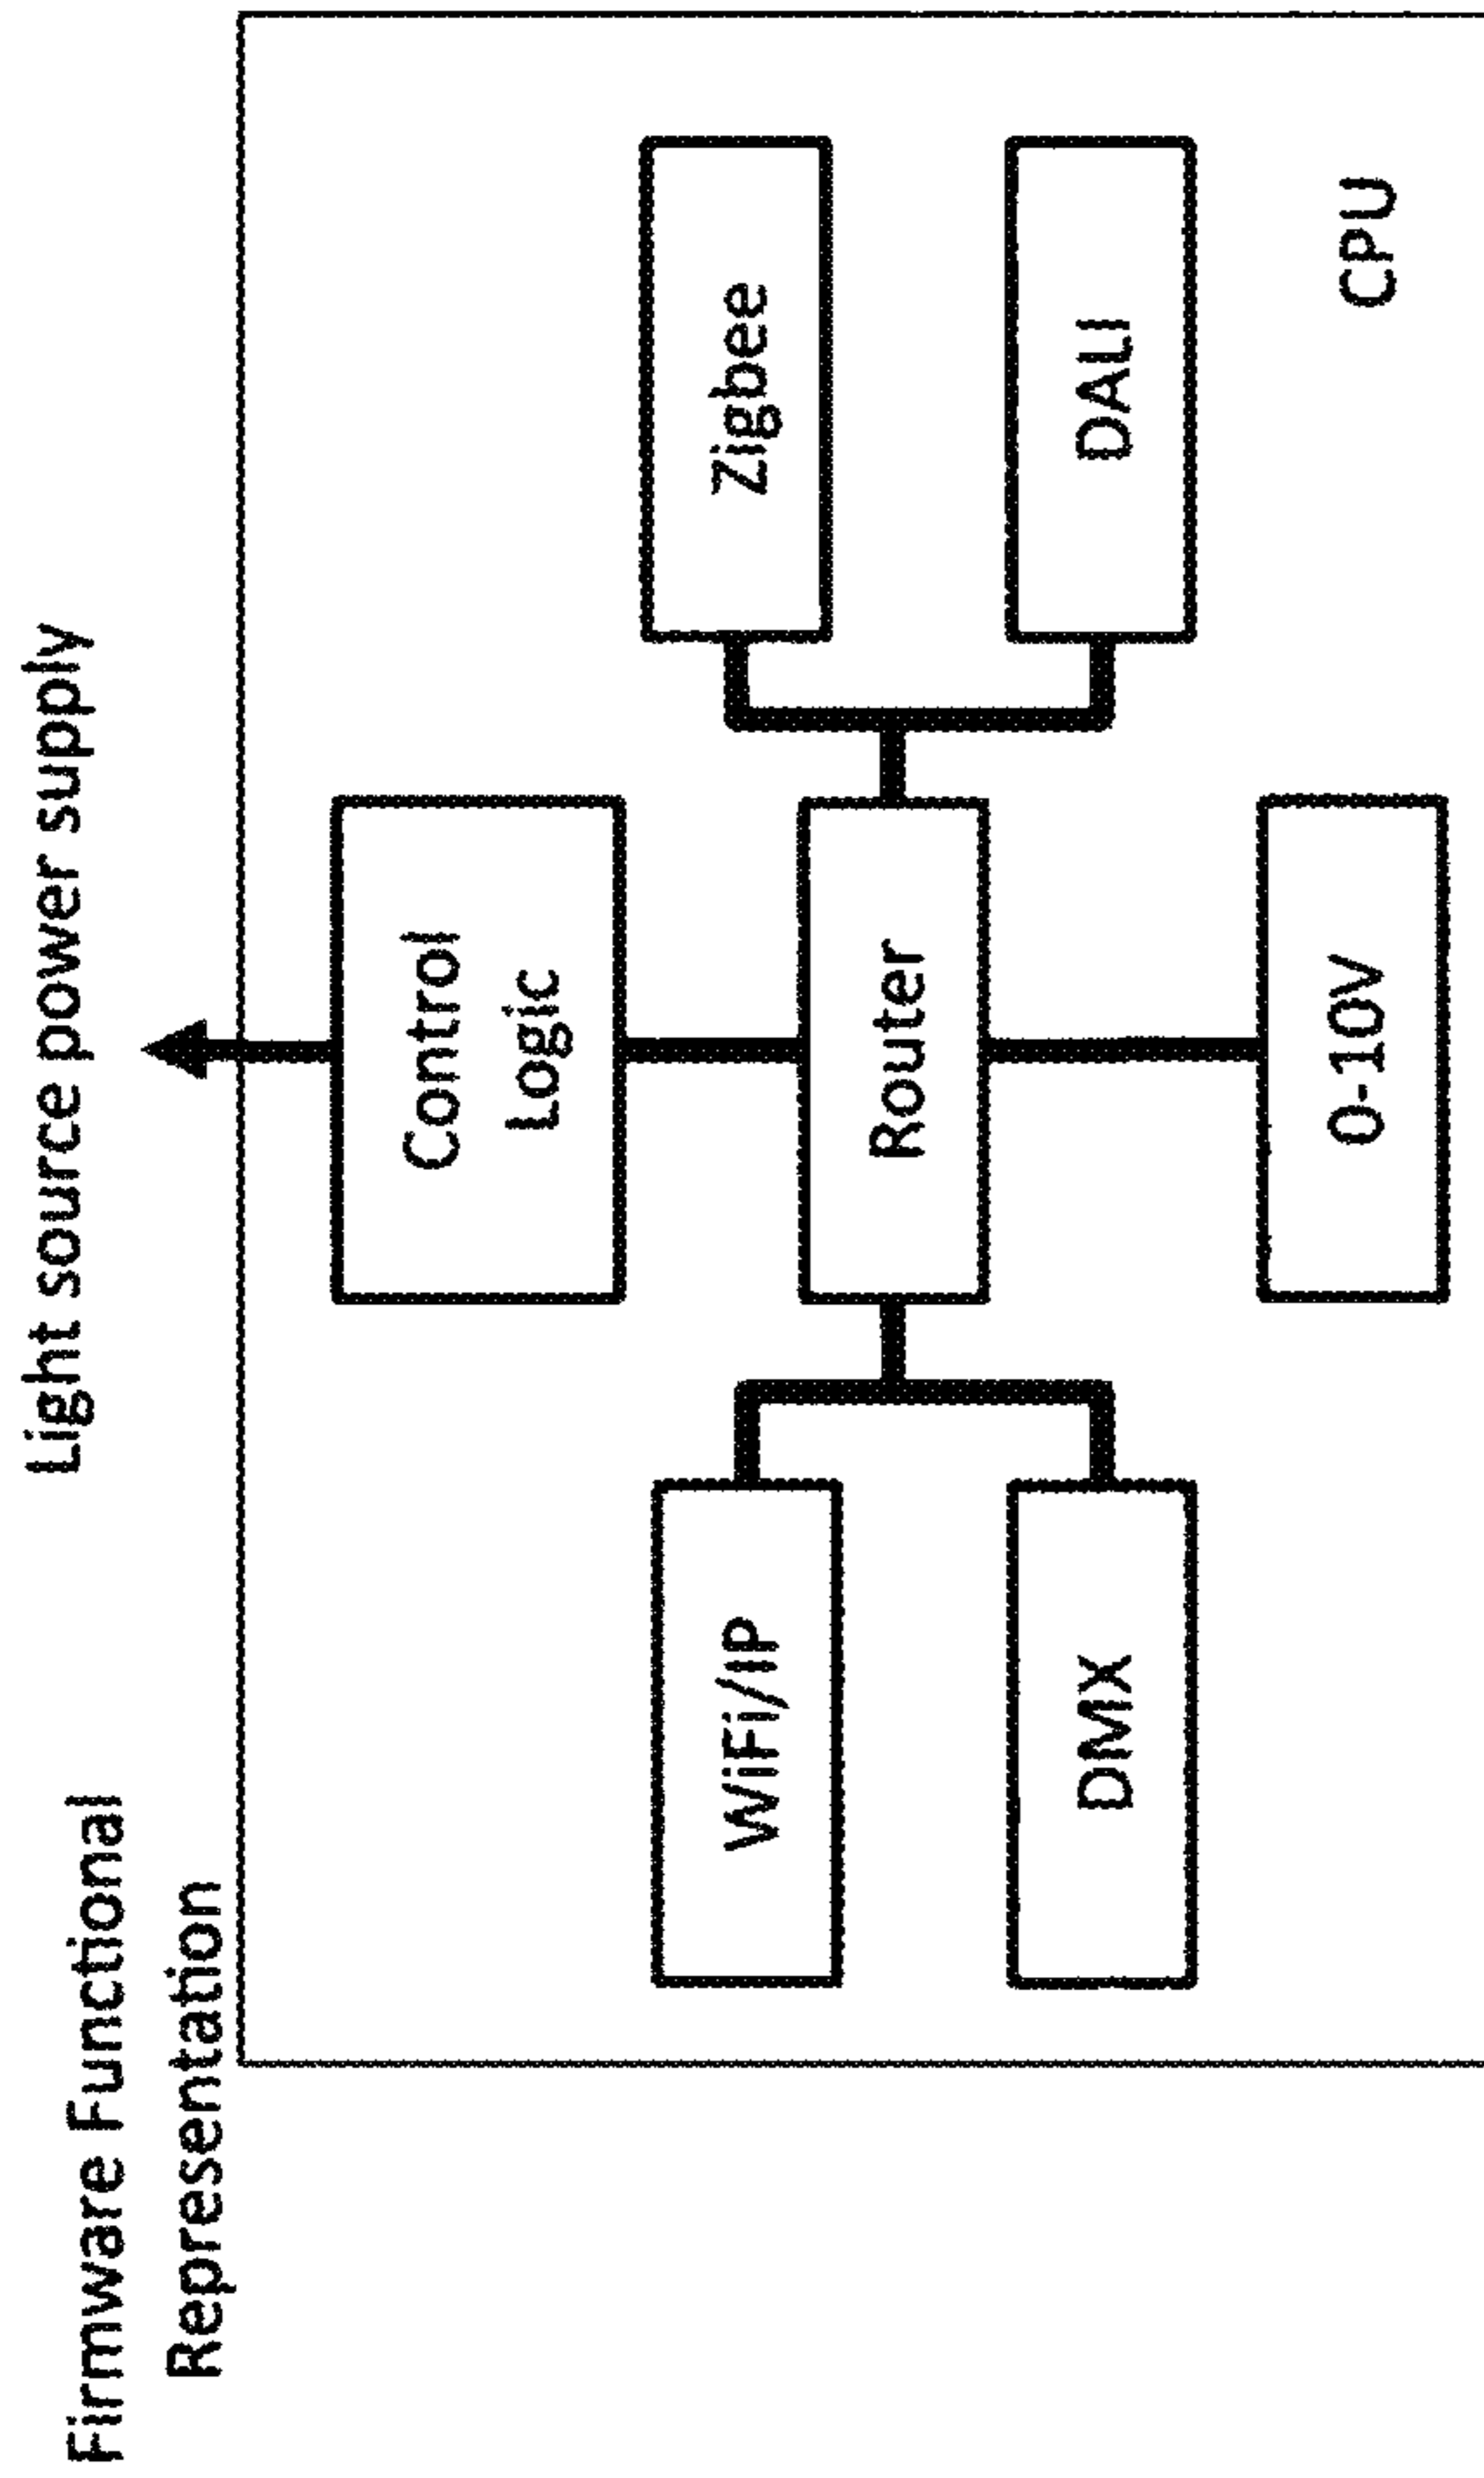 Light source power supply
Firmware Functional
Representation
Control
Logic
WiFi/IP
Router
Zigbee
DMX
DALI
0-10V
CPU